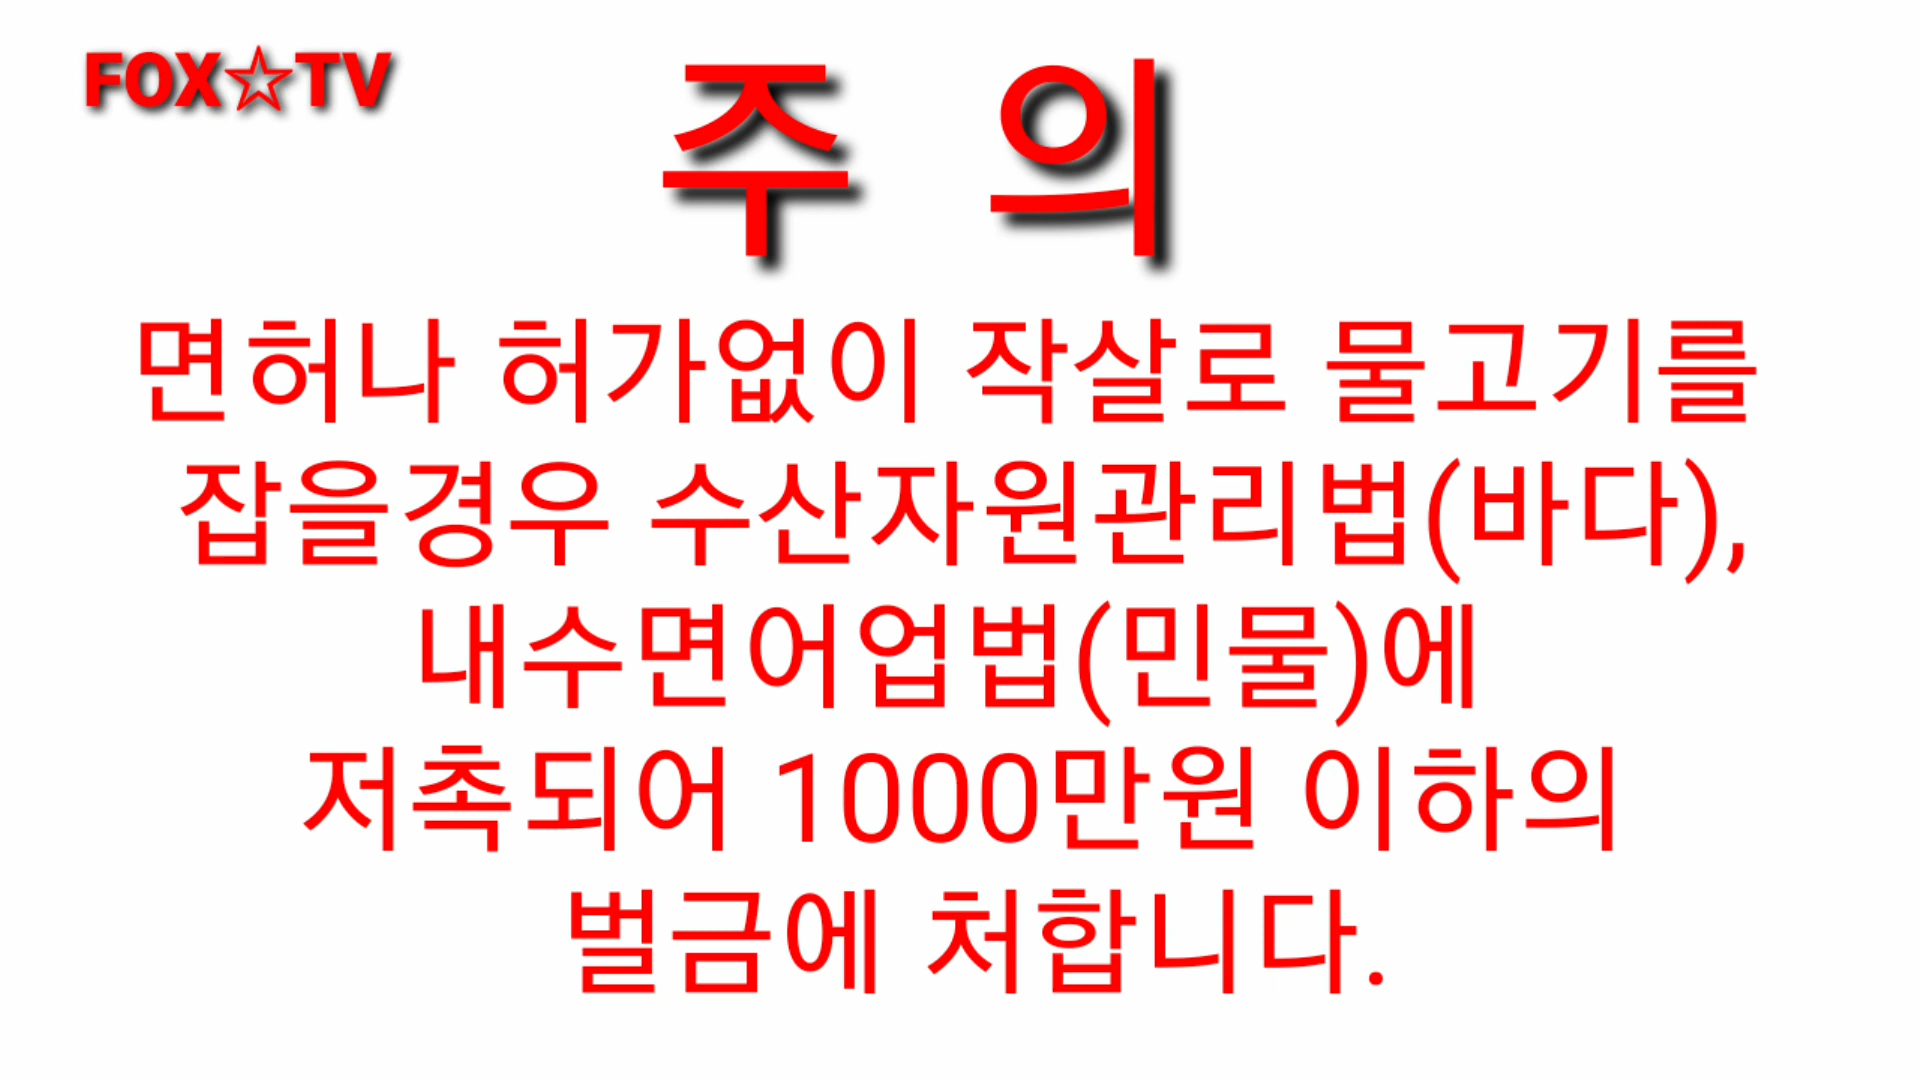 FOX☆TV
주 의
면허나 허가없이 작살로 물고기를
잡을경우 수산자원관리법(바다),
내수면어업법(민물)에
저촉되어 1000만원 이하의
벌금에 처합니다.